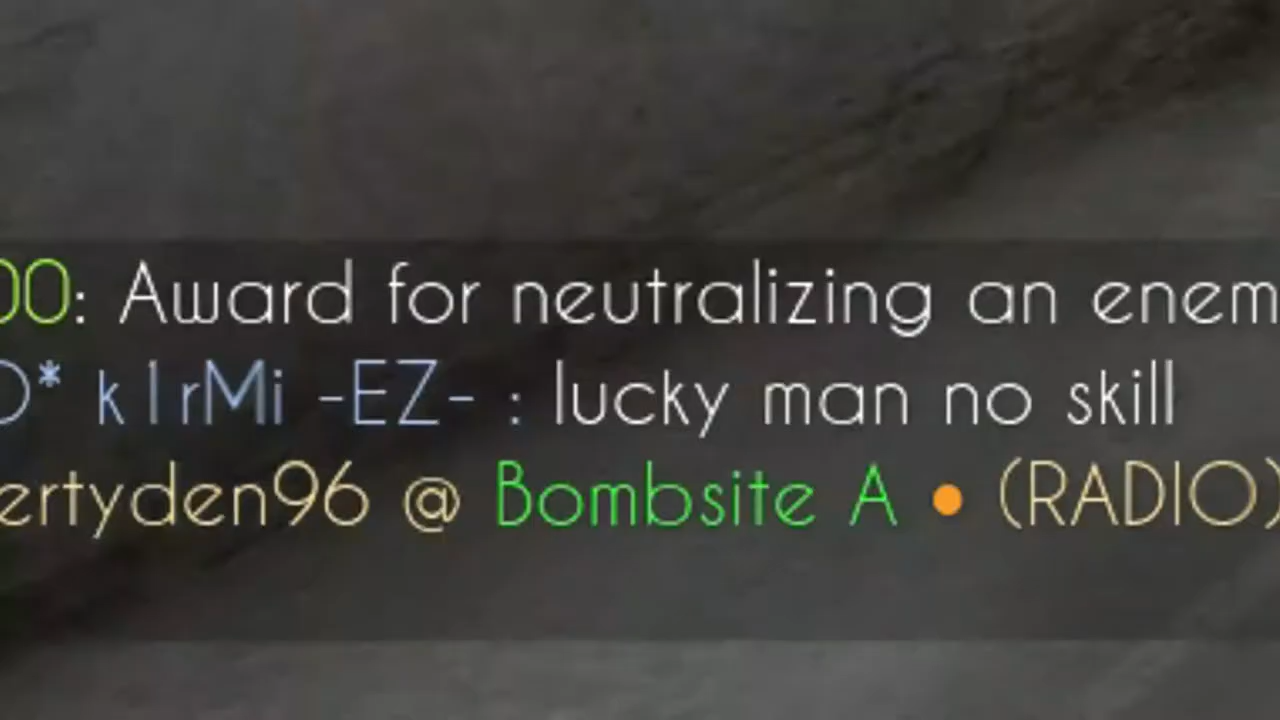 00: Award for neutralizing an enem
D* k1rMi -EZ- : lucky man no skill
ertyden96 @ Bombsite A • (RADIO)